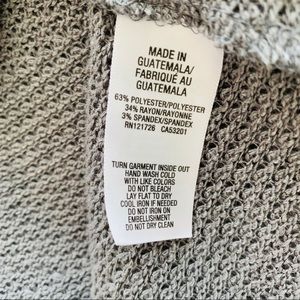 MADE IN
GUATEMALA/
FABRIQUÉ AU
GUATEMALA
63% POLYESTER/POLYESTER
34% RAYON/RAYONNE
3% SPANDEX/SPANDEX
RN121726 CA53201
TURN GARMENT INSIDE OUT
HAND WASH COLD
WITH LIKE COLORS
DO NOT BLEACH
LAY FLAT TO DRY
COOL IRON IF NEEDED
DO NOT IRON ON
EMBELLISHMENT
DO NOT DRY CLEAN